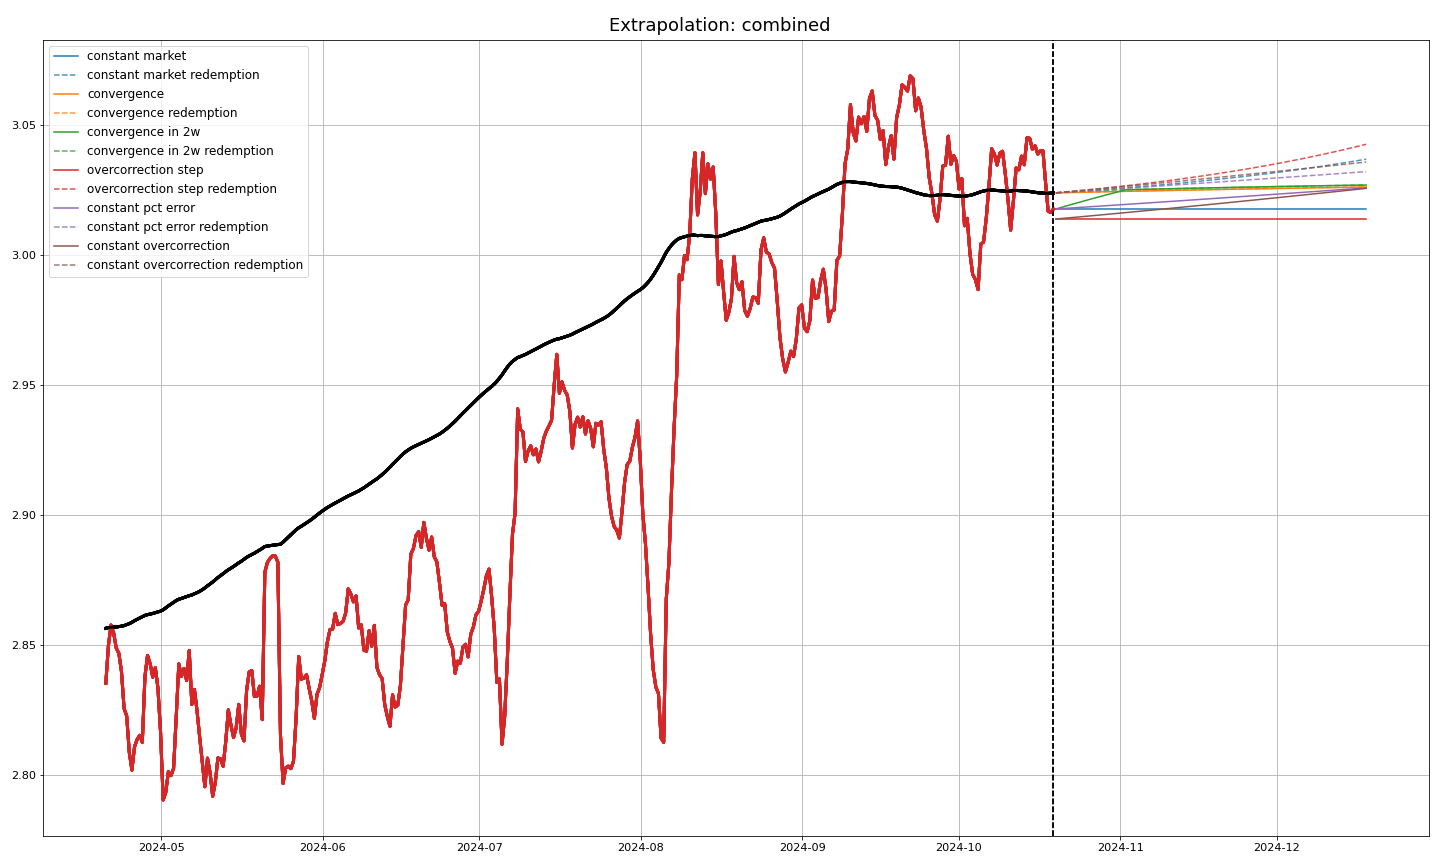 Extrapolation: combined
constant market
constant market redemption
convergence
convergence redemption
convergence in 2w
convergence in 2w redemption
overcorrection step
overcorrection step redemption
constant pct error
constant pct error redemption
constant overcorrection
constant overcorrection redemption
3.05
3.00
2.95
2.90
2.85
2.80
2024-05 2024-06 2024-07 2024-08 2024-09 2024-10 2024-11 2024-12